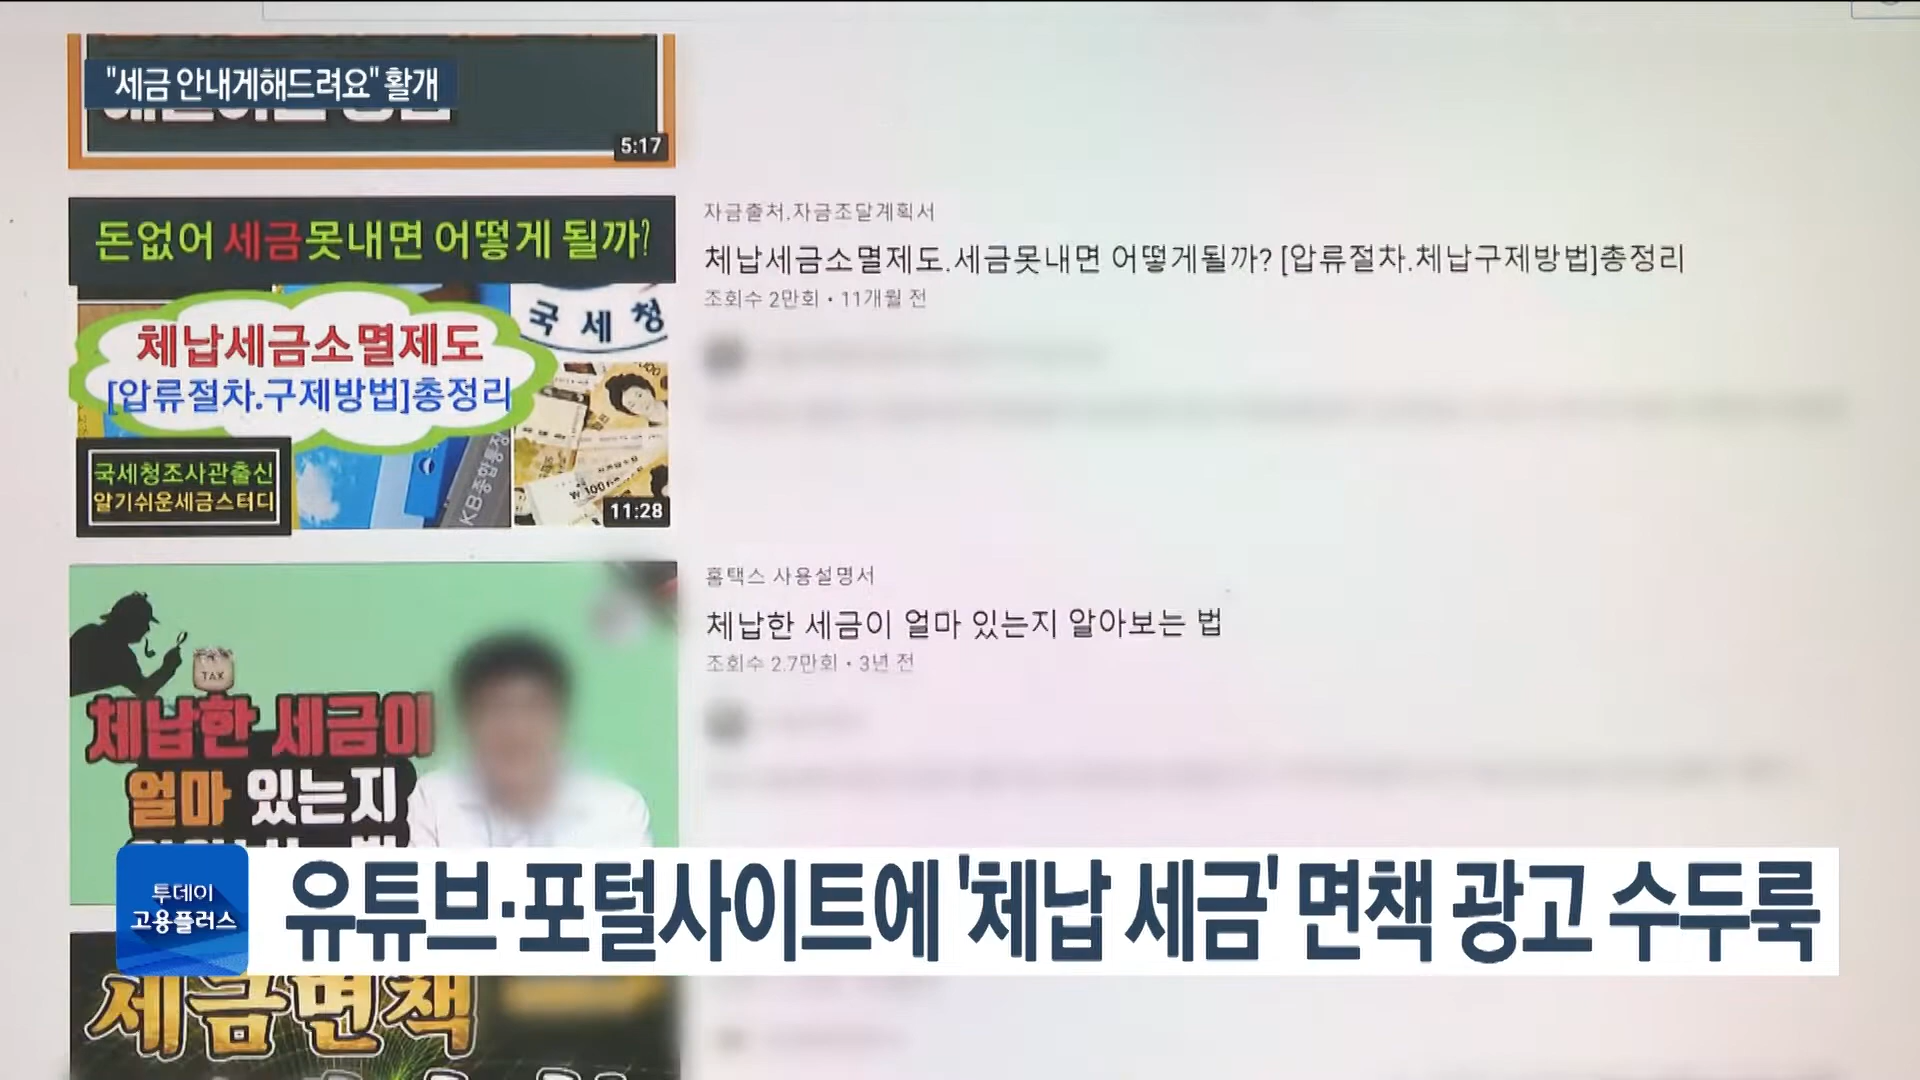 "세금 안내게해드려요" 활개
5:17
돈없어 세금못내면 어떻게 될까?
체납세금소멸제도
[압류절차.구제방법]총정리
국세청
KB종합통장
국세청조사관출신
알기쉬운세금스터디
11:28
자금출처.자금조달계획서
체납세금소멸제도.세금못내면 어떻게될까? [압류절차.체납구제방법]총정리
조회수 2만회 • 11개월 전
TAX
체납한 세금이
얼마 있는지
홈택스 사용설명서
체납한 세금이 얼마 있는지 알아보는 법
조회수 2.7만회 • 3년 전
투데이
고용플러스
유튜브·포털사이트에 '체납 세금' 면책 광고 수두룩
세금면책